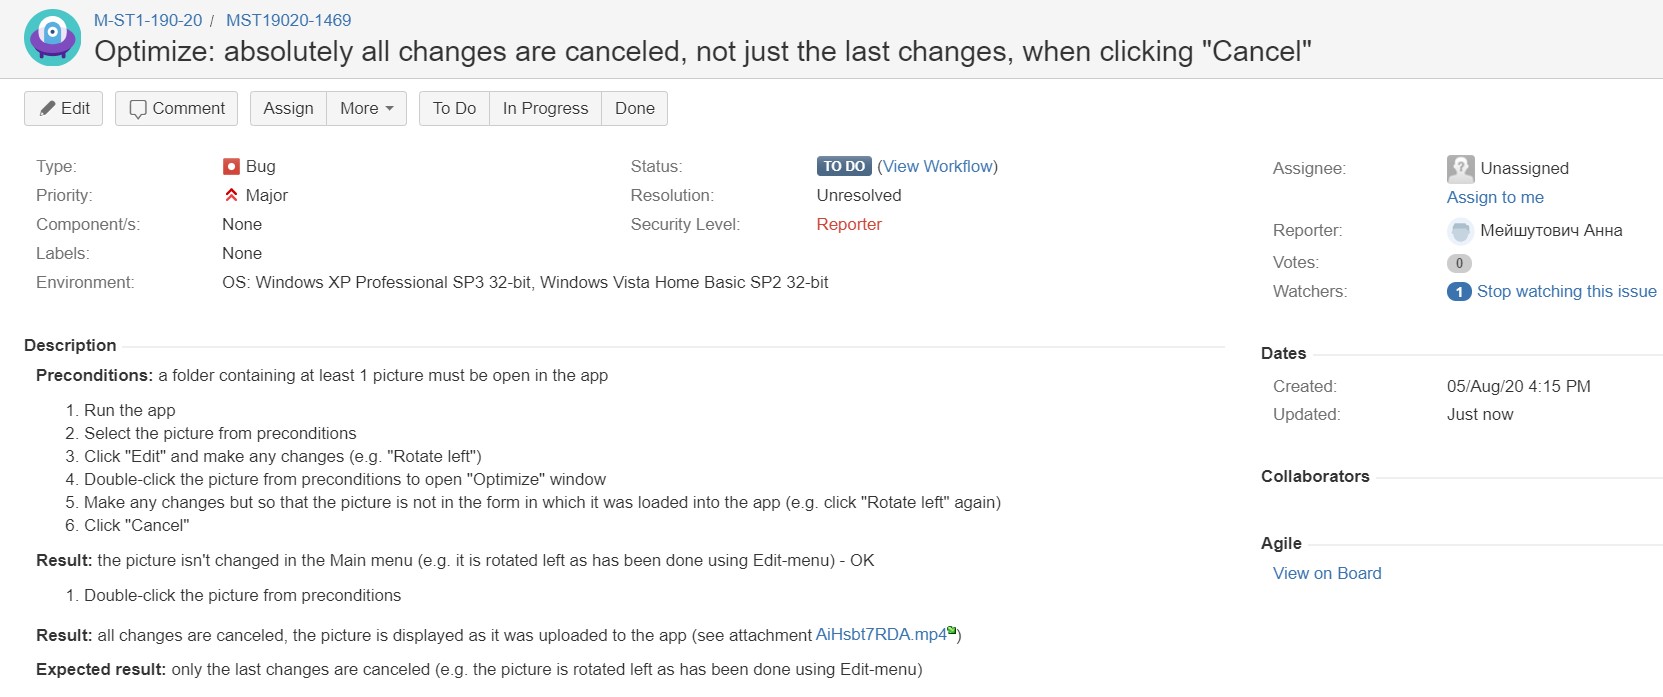 M-ST1-190-20 / MST19020-1469
Optimize: absolutely all changes are canceled, not just the last changes, when clicking "Cancel"
Edit Comment Assign More To Do In Progress Done
Type: Bug
Priority: Major
Component/s: None
Labels: None
Environment: OS: Windows XP Professional SP3 32-bit, Windows Vista Home Basic SP2 32-bit
Status: TO DO (View Workflow)
Resolution: Unresolved
Security Level: Reporter
Description
Preconditions: a folder containing at least 1 picture must be open in the app
1. Run the app
2. Select the picture from preconditions
3. Click "Edit" and make any changes (e.g. "Rotate left")
4. Double-click the picture from preconditions to open "Optimize" window
5. Make any changes but so that the picture is not in the form in which it was loaded into the app (e.g. click "Rotate left" again)
6. Click "Cancel"
Result: the picture isn't changed in the Main menu (e.g. it is rotated left as has been done using Edit-menu) - OK
1. Double-click the picture from preconditions
Result: all changes are canceled, the picture is displayed as it was uploaded to the app (see attachment AiHsbt7RDA.mp4)
Expected result: only the last changes are canceled (e.g. the picture is rotated left as has been done using Edit-menu)
Assignee: Unassigned
Assign to me
Reporter: Мейшутович Анна
Votes: 0
Watchers: 1 Stop watching this issue
Dates
Created: 05/Aug/20 4:15 PM
Updated: Just now
Collaborators
Agile
View on Board